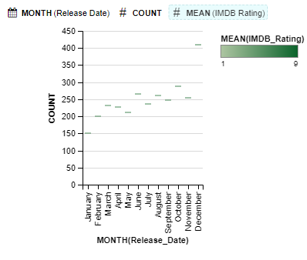 MONTH (Release Date) # COUNT # MEAN (IMDB Rating)
MEAN(IMDB_Rating)
1 9
COUNT
450
400
350
300
250
200
150
100
50
0
January
February
March
April
May
June
July
August
September
October
November
December
MONTH(Release_Date)